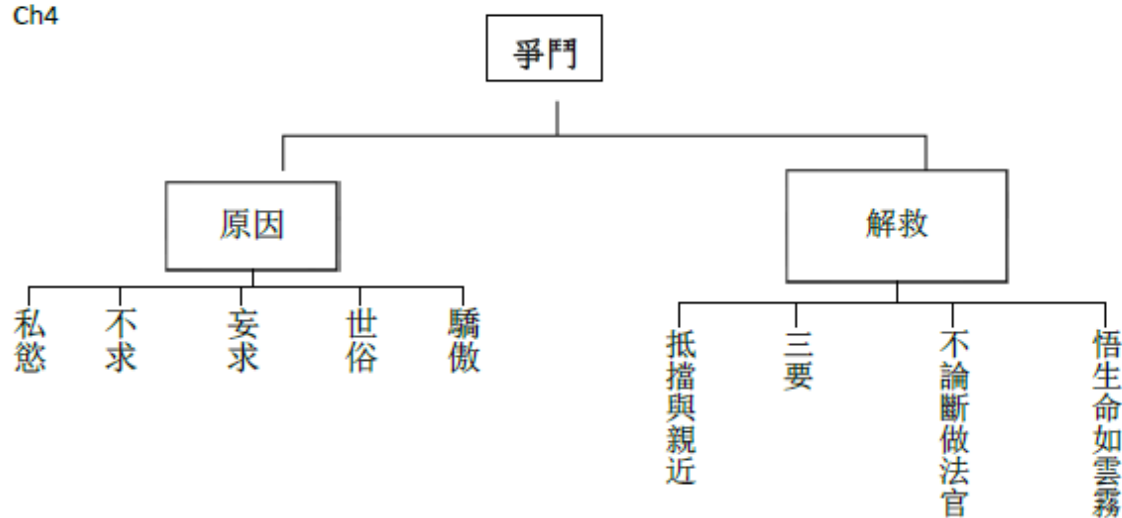 Ch4
爭鬥
原因
解救
私慾
不求
妄求
世俗
驕傲
抵擋與親近
三要
不論斷做法官
悟生命如雲霧